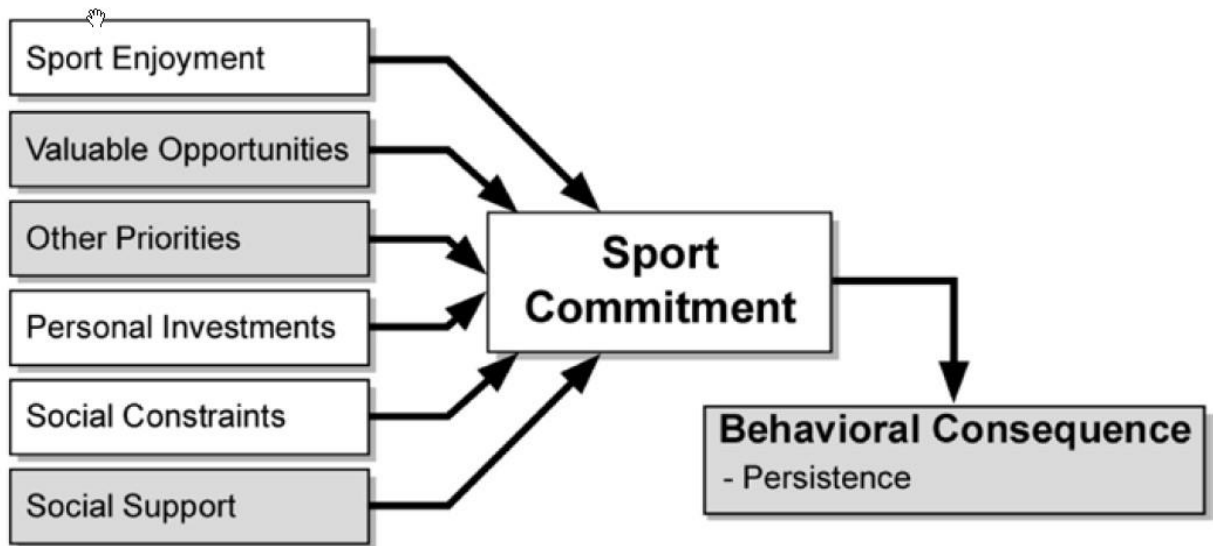 Sport Enjoyment
Valuable Opportunities
Other Priorities
Personal Investments
Social Constraints
Social Support
Sport
Commitment
Behavioral Consequence
- Persistence